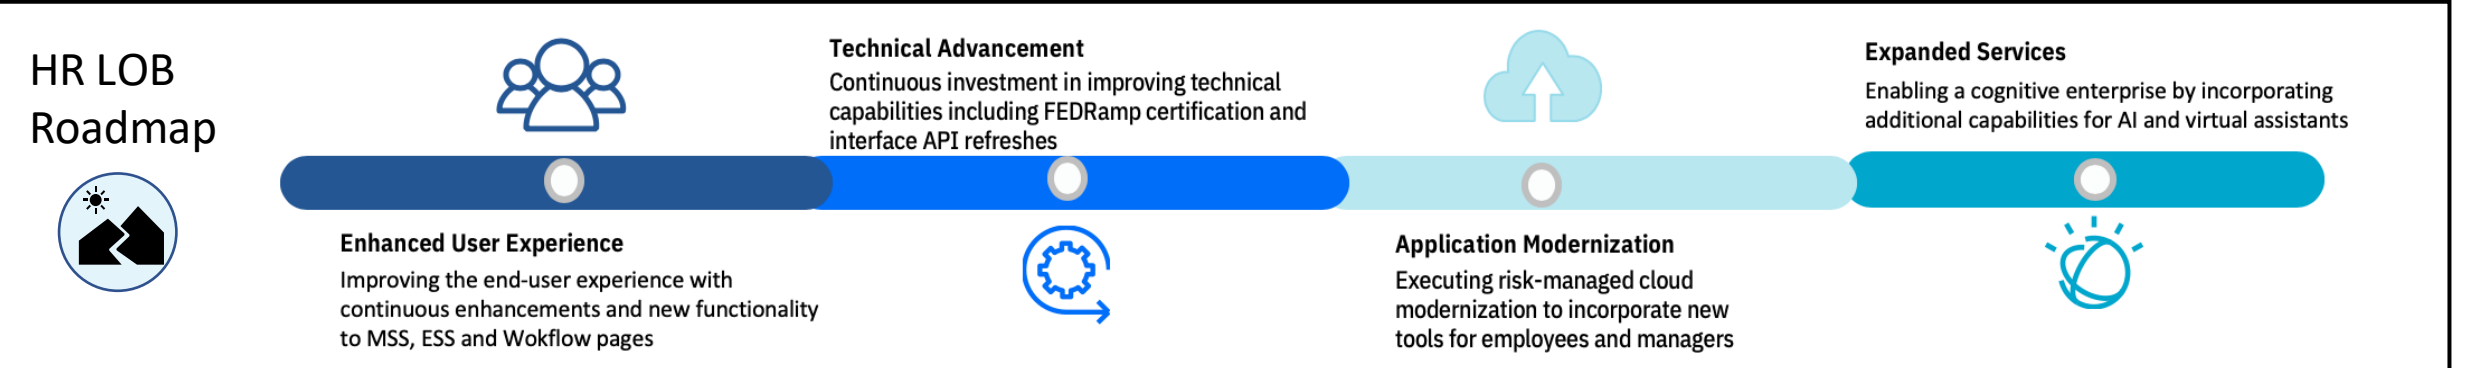 HR LOB
Roadmap
Enhanced User Experience
Improving the end-user experience with
continuous enhancements and new functionality
to MSS, ESS and Wokflow pages
Technical Advancement
Continuous investment in improving technical
capabilities including FEDRamp certification and
interface API refreshes
Application Modernization
Executing risk-managed cloud
modernization to incorporate new
tools for employees and managers
Expanded Services
Enabling a cognitive enterprise by incorporating
additional capabilities for AI and virtual assistants